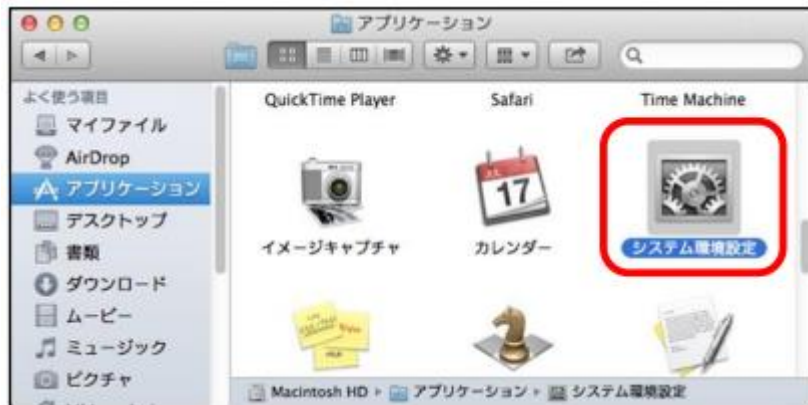 アプリケーション
よく使う項目
マイファイル
AirDrop
アプリケーション
デスクトップ
書類
ダウンロード
ムービー
ミュージック
ピクチャ
QuickTime Player
Safari
Time Machine
イメージキャプチャ
JUL
17
カレンダー
システム環境設定
Macintosh HD ▸ アプリケーション ▸ システム環境設定